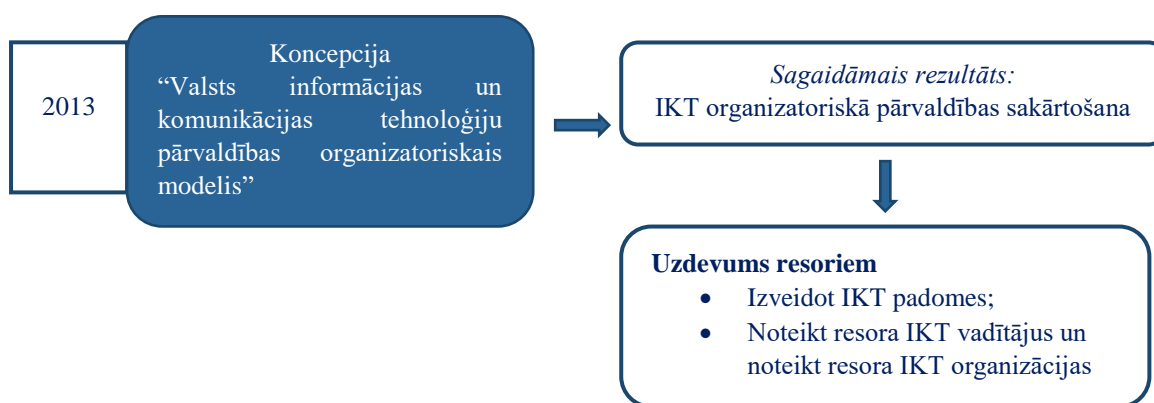 2013
Koncepcija
“Valsts informācijas un
komunikācijas tehnoloģiju
pārvaldības organizatoriskais
modelis”
Sagaidāmais rezultāts:
IKT organizatoriskā pārvaldības sakārtošana
Uzdevums resoriem
• Izveidot IKT padomes;
• Noteikt resora IKT vadītājus un
noteikt resora IKT organizācijas